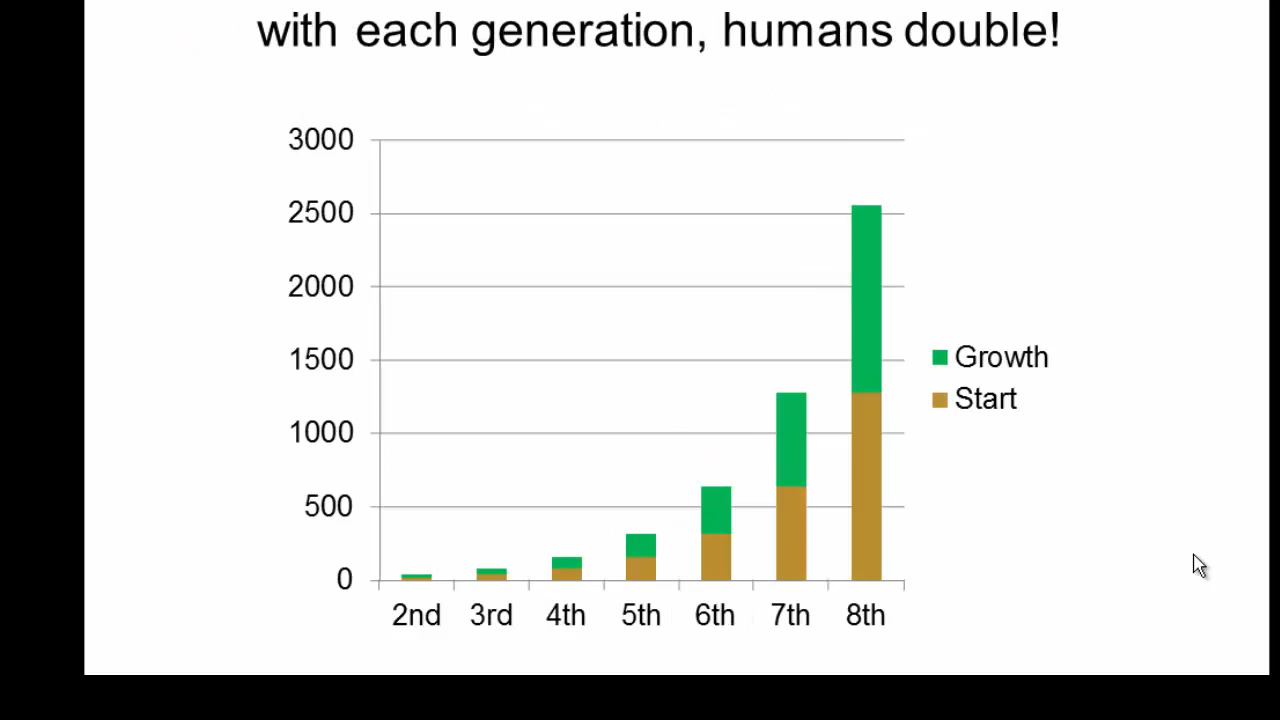 with each generation, humans double!
3000
2500
2000
1500
1000
500
0
Growth
Start
2nd 3rd 4th 5th 6th 7th 8th